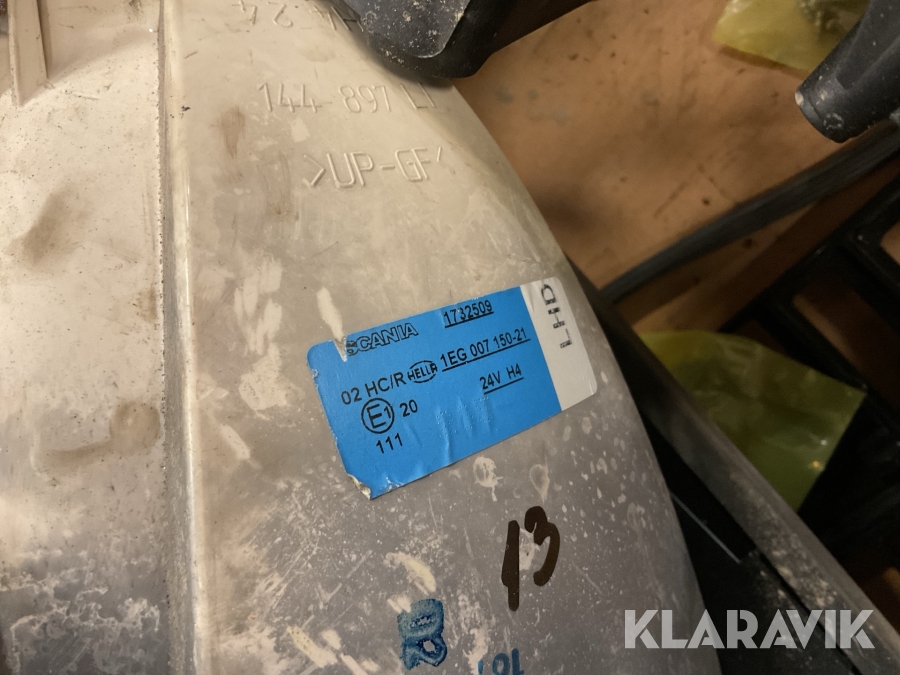 144-897
>UP-GF<
SCANIA 1732509
02 HC/R HELLA 1EG 007 150-21
E1 20 24V H4
111
LHD
13
KLARAVIK